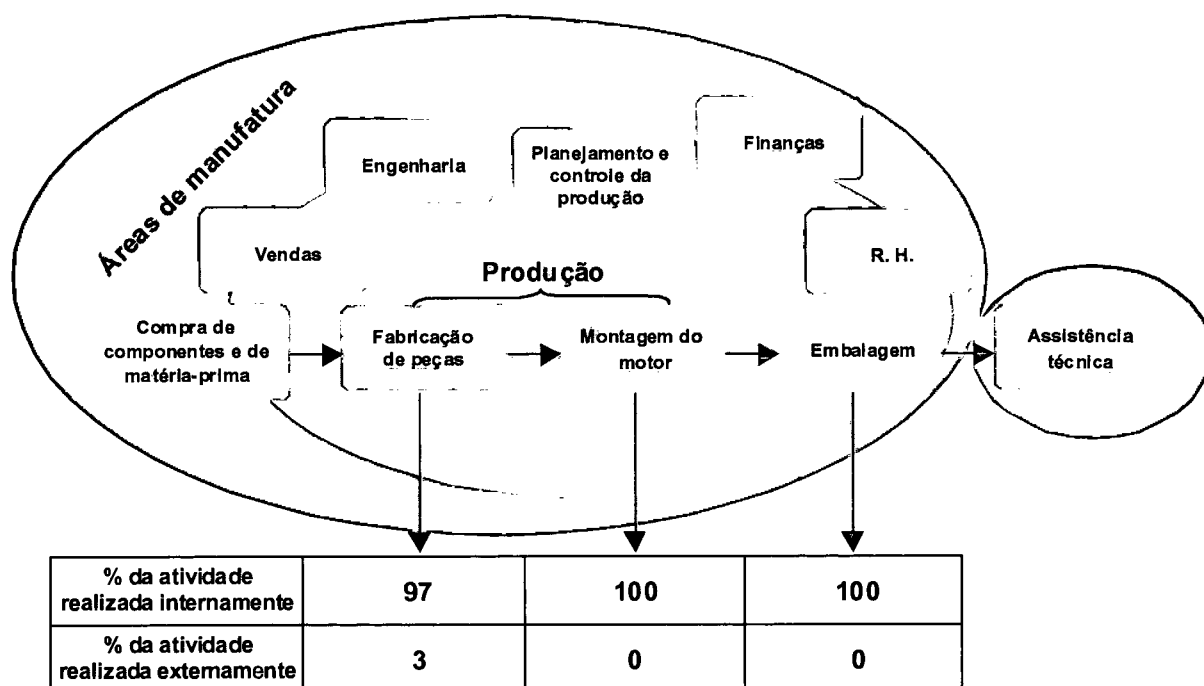 Áreas de manufatura
Engenharia
Planejamento e
controle da
produção
Finanças
Vendas
R. H.
Produção
Compra de
componentes e de
matéria-prima
Fabricação
de peças
Montagem do
motor
Embalagem
Assistência
técnica
% da atividade
realizada internamente
97
100
100
% da atividade
realizada externamente
3
0
0